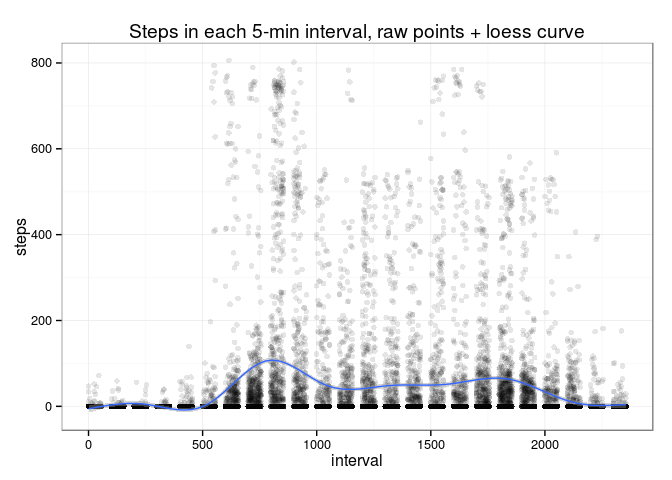 Steps in each 5-min interval, raw points + loess curve
800
600
400
200
0
steps
0 500 1000 1500 2000
interval